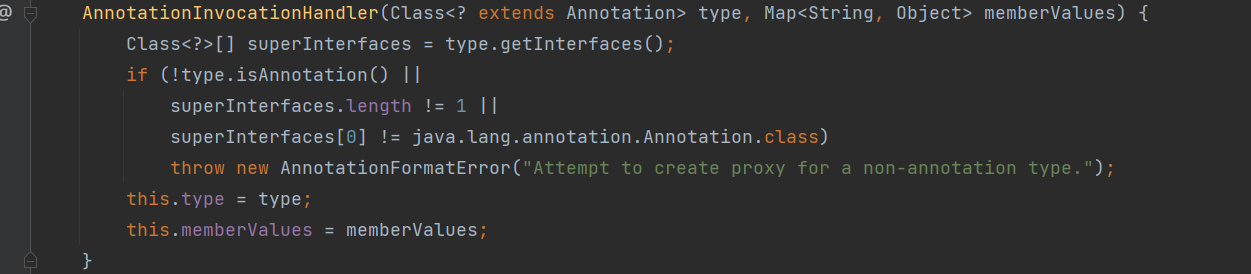 @ AnnotationInvocationHandler(Class<? extends Annotation> type, Map<String, Object> memberValues) {
Class<?>[] superInterfaces = type.getInterfaces();
if (!type.isAnnotation() ||
superInterfaces.length != 1 ||
superInterfaces[0] != java.lang.annotation.Annotation.class)
throw new AnnotationFormatError("Attempt to create proxy for a non-annotation type.");
this.type = type;
this.memberValues = memberValues;
}